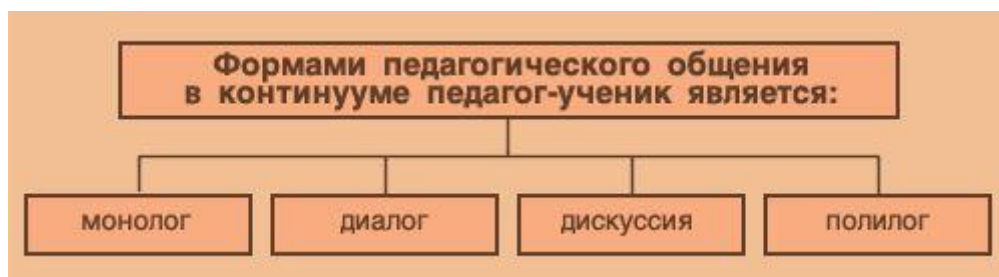 Формами педагогического общения
в континууме педагог-ученик является:
монолог
диалог
дискуссия
полилог